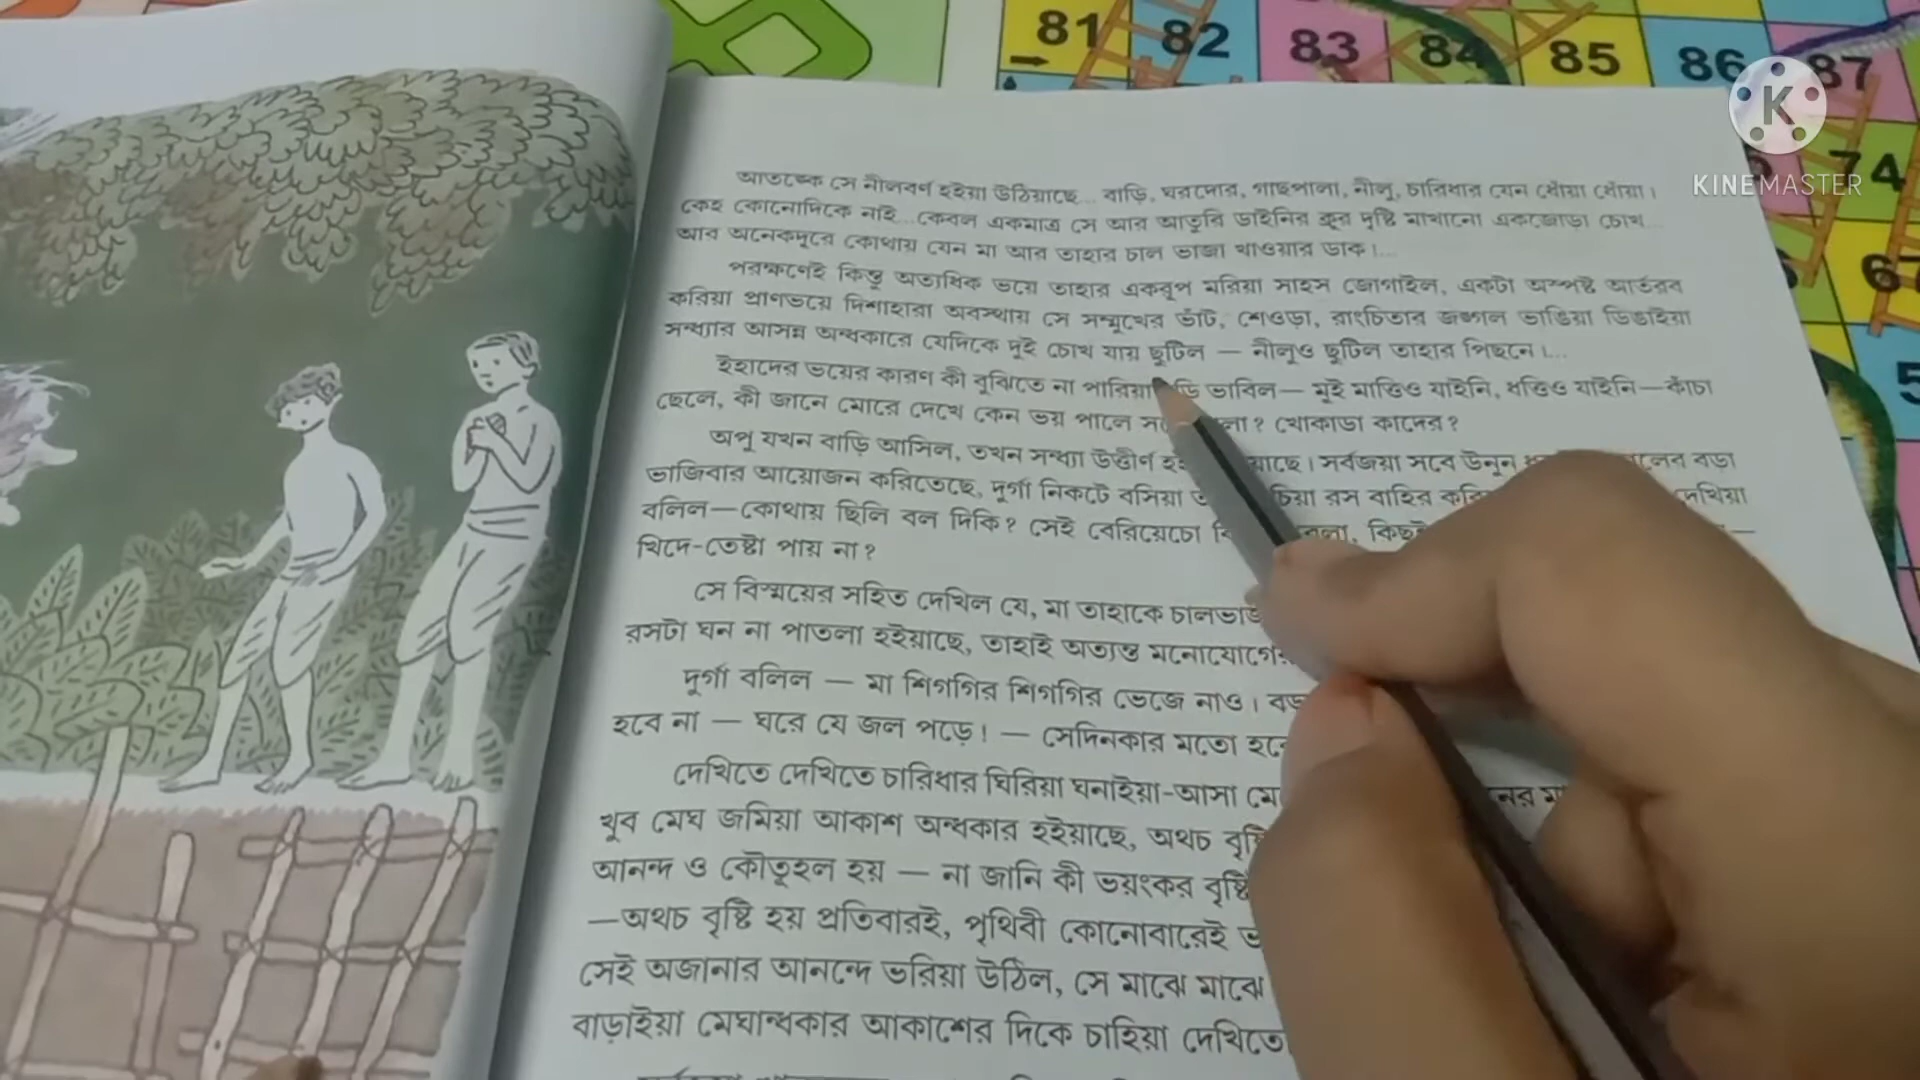 81 82 83 84 85 86 87
74
6
5
KINEMASTER
আতঙ্কে সে নীলবর্ণ হইয়া উঠিয়াছে... বাড়ি, ঘরদোর, গাছপালা, নীলু, চারিধার যেন ধোঁয়া ধোঁয়া।
কেহ কোনোদিকে নাই...কেবল একমাত্র সে আর আতুরি ডাইনির ক্রূর দৃষ্টি মাখানো একজোড়া চোখ...
আর অনেকদূরে কোথায় যেন মা আর তাহার চাল ভাজা খাওয়ার ডাক।...
পরক্ষণেই কিন্তু অত্যধিক ভয়ে তাহার একরূপ মরিয়া সাহস জোগাইল, একটা অস্পষ্ট আর্তরব
করিয়া প্রাণভয়ে দিশাহারা অবস্থায় সে সম্মুখের ভাঁট, শেওড়া, রাংচিতার জঙ্গল ভাঙিয়া ডিঙাইয়া
সন্ধ্যার আসন্ন অন্ধকারে যেদিকে দুই চোখ যায় ছুটিল — নীলুও ছুটিল তাহার পিছনে।...
ইহাদের ভয়ের কারণ কী বুঝিতে না পারিয়া ভাবিল— মুই মাত্তিও যাইনি, ধত্তিও যাইনি—কাঁচা
ছেলে, কী জানে মোরে দেখে কেন ভয় পালে ? খোকাডা কাদের?
অপু যখন বাড়ি আসিল, তখন সন্ধ্যা উত্তীর্ণ । সর্বজয়া সবে উনুন বড়া
ভাজিবার আয়োজন করিতেছে, দুর্গা নিকটে বসিয়া রস বাহির দেখিয়া
বলিল—কোথায় ছিলি বল দিকি? সেই বেরিয়েচো
খিদে-তেষ্টা পায় না?
সে বিস্ময়ের সহিত দেখিল যে, মা তাহাকে
রসটা ঘন না পাতলা হইয়াছে, তাহাই অত্যন্ত
দুর্গা বলিল — মা শিগগির শিগগির ভেজে নাও।
হবে না — ঘরে যে জল পড়ে! — সেদিনকার মতো
দেখিতে দেখিতে চারিধার ঘিরিয়া ঘনাইয়া-আসা
খুব মেঘ জমিয়া আকাশ অন্ধকার হইয়াছে, অথচ
আনন্দ ও কৌতূহল হয় — না জানি কী ভয়ংকর বৃষ্টি
—অথচ বৃষ্টি হয় প্রতিবারই, পৃথিবী কোনোবারেই
সেই অজানার আনন্দে ভরিয়া উঠিল, সে মাঝে মাঝে
বাড়াইয়া মেঘান্ধকার আকাশের দিকে চাহিয়া